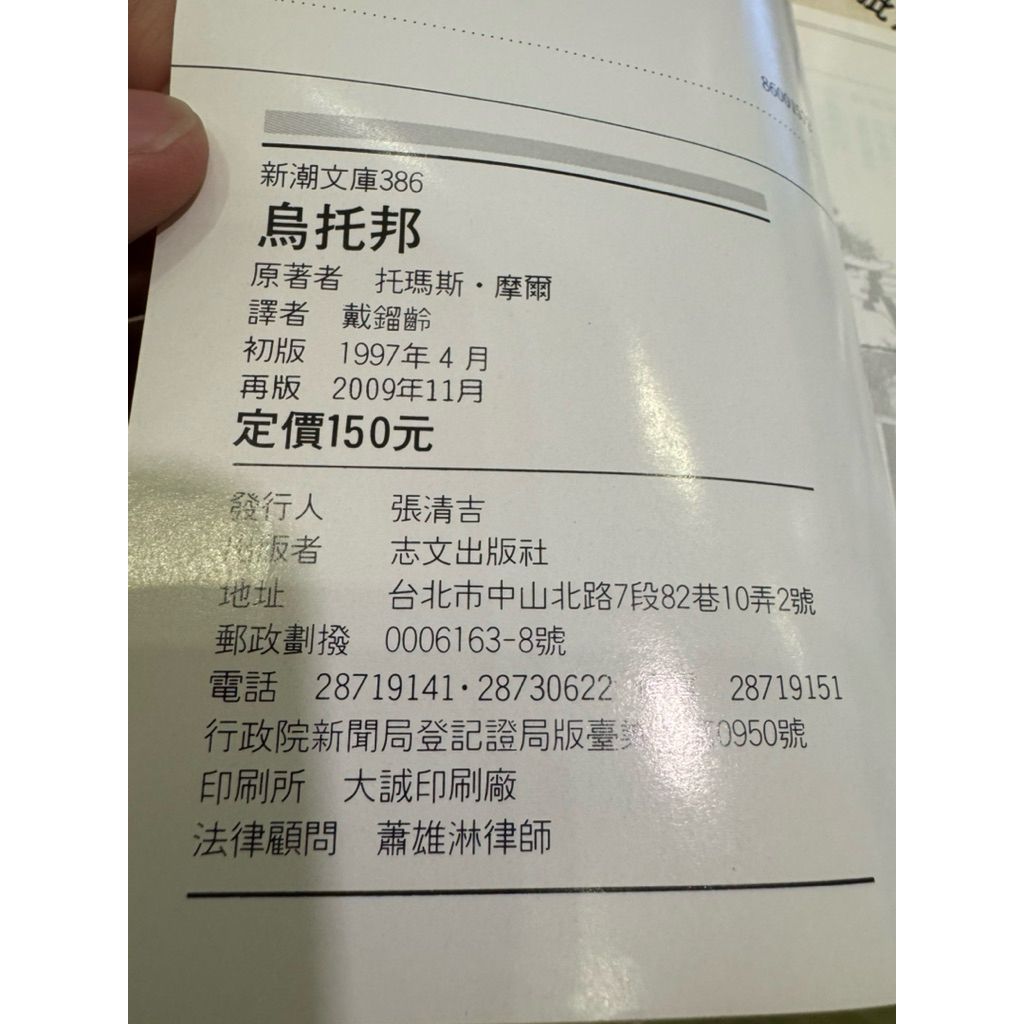 新潮文庫386
烏托邦
原著者 托瑪斯・摩爾
譯者 戴鎦齡
初版 1997年4月
再版 2009年11月
定價150元
發行人 張清吉
出版者 志文出版社
地址 台北市中山北路7段82巷10弄2號
郵政劃撥 0006163-8號
電話 28719141・28730622 28719151
行政院新聞局登記證局版臺 0950號
印刷所 大誠印刷廠
法律顧問 蕭雄淋律師